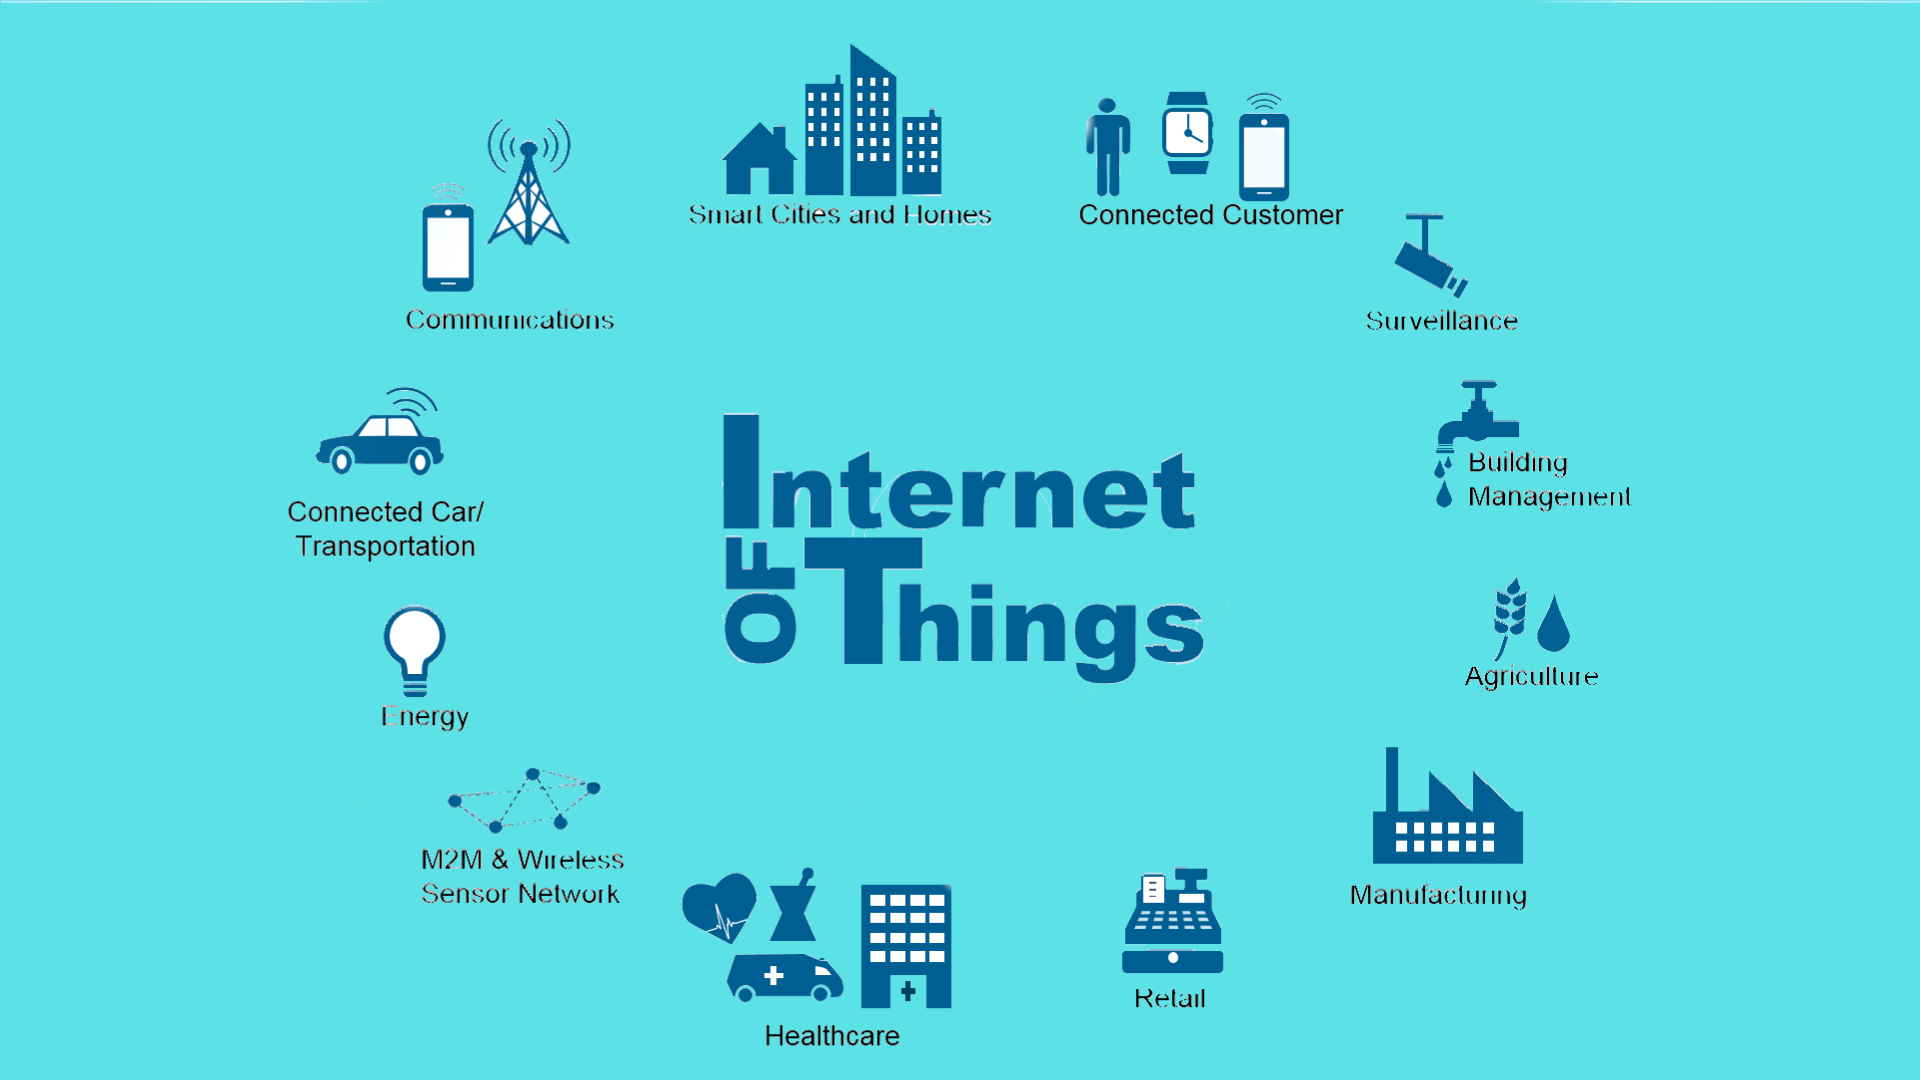 Smart Cities and Homes
Connected Customer
Communications
Surveillance
Building
Management
Connected Car/
Transportation
Internet
OF
Things
Agriculture
Energy
M2M & Wireless
Sensor Network
Manufacturing
Retail
Healthcare